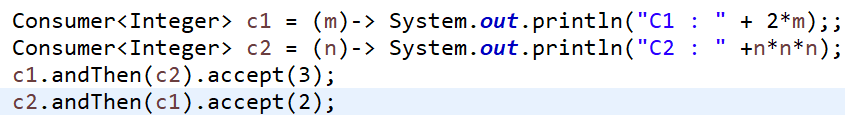 Consumer<Integer> c1 = (m)-> System.out.println("C1 : " + 2*m);;
Consumer<Integer> c2 = (n)-> System.out.println("C2 : " +n*n*n);
c1.andThen(c2).accept(3);
c2.andThen(c1).accept(2);